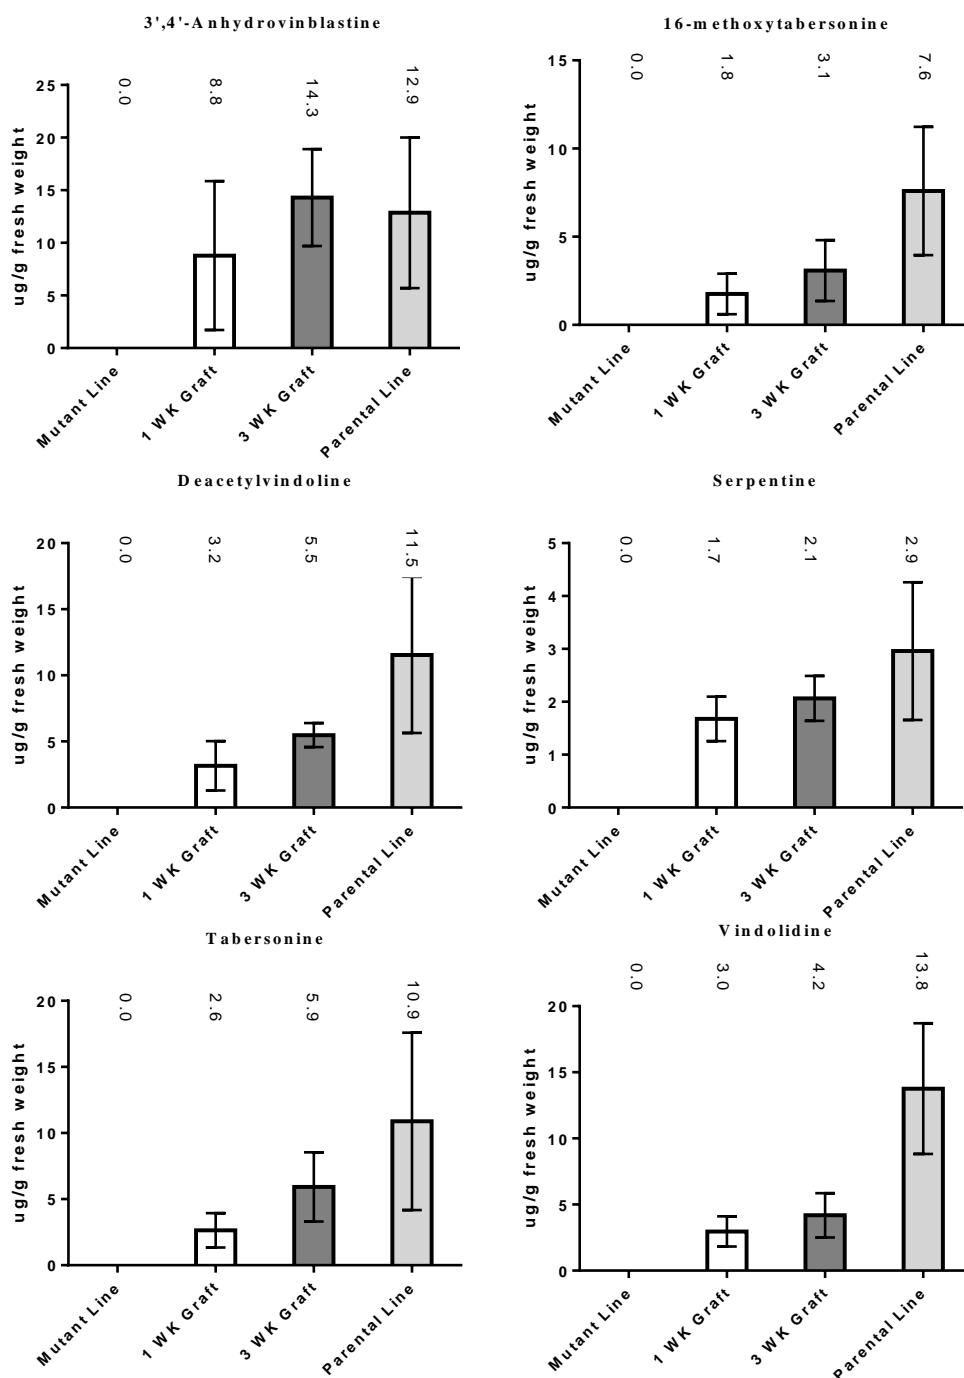 3',4'-Anhydrovinblastine
0.0
8.8
14.3
12.9
ug/g fresh weight
25
20
15
10
5
0
Mutant Line
1 WK Graft
3 WK Graft
Parental Line
16-methoxytabersonine
0.0
1.8
3.1
7.6
ug/g fresh weight
15
10
5
0
Mutant Line
1 WK Graft
3 WK Graft
Parental Line
Deacetylvindoline
0.0
3.2
5.5
11.5
ug/g fresh weight
20
15
10
5
0
Mutant Line
1 WK Graft
3 WK Graft
Parental Line
Serpentine
0.0
1.7
2.1
2.9
ug/g fresh weight
5
4
3
2
1
0
Mutant Line
1 WK Graft
3 WK Graft
Parental Line
Tabersonine
0.0
2.6
5.9
10.9
ug/g fresh weight
20
15
10
5
0
Mutant Line
1 WK Graft
3 WK Graft
Parental Line
Vindolidine
0.0
3.0
4.2
13.8
ug/g fresh weight
20
15
10
5
0
Mutant Line
1 WK Graft
3 WK Graft
Parental Line